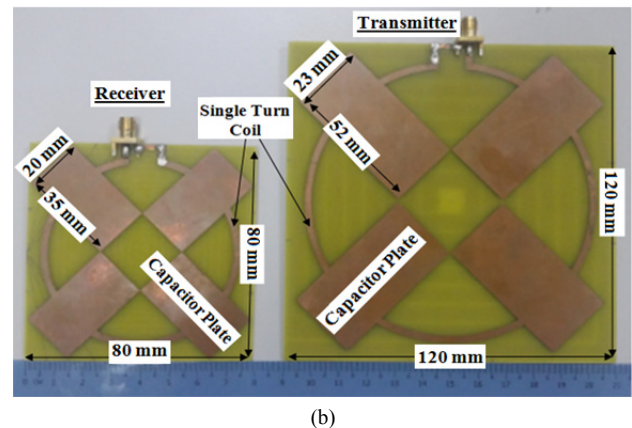 Transmitter
Receiver
23 mm
52 mm
Single Turn
Coil
20 mm
35 mm
80 mm
120 mm
Capacitor Plate
Capacitor Plate
80 mm
120 mm
(b)